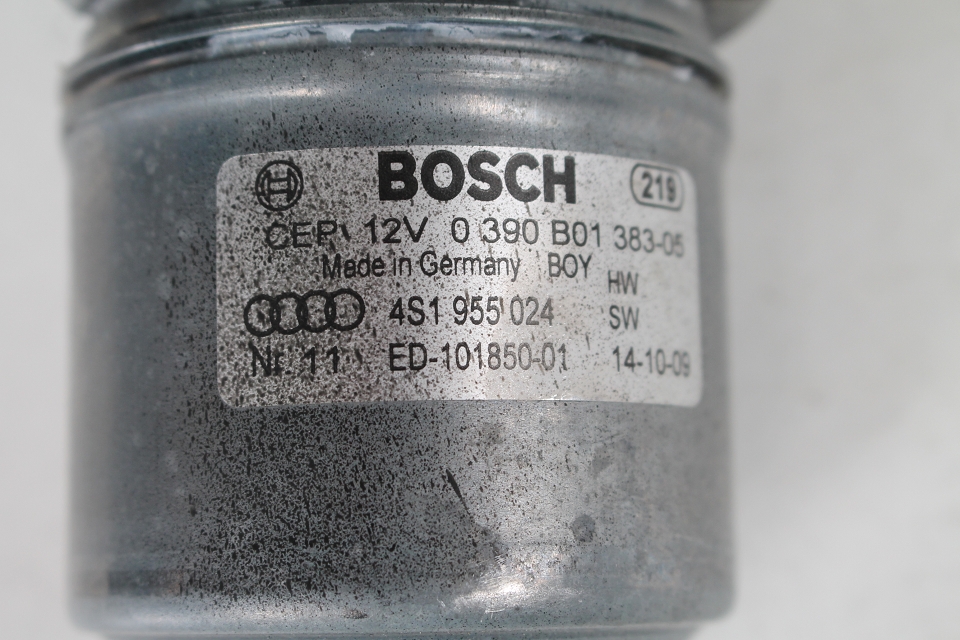 BOSCH 219
CEP 12V 0 390 B01 383-05
Made in Germany BOY HW
4S1 955 024 SW
Nr. 11 ED-101850-01 14-10-09